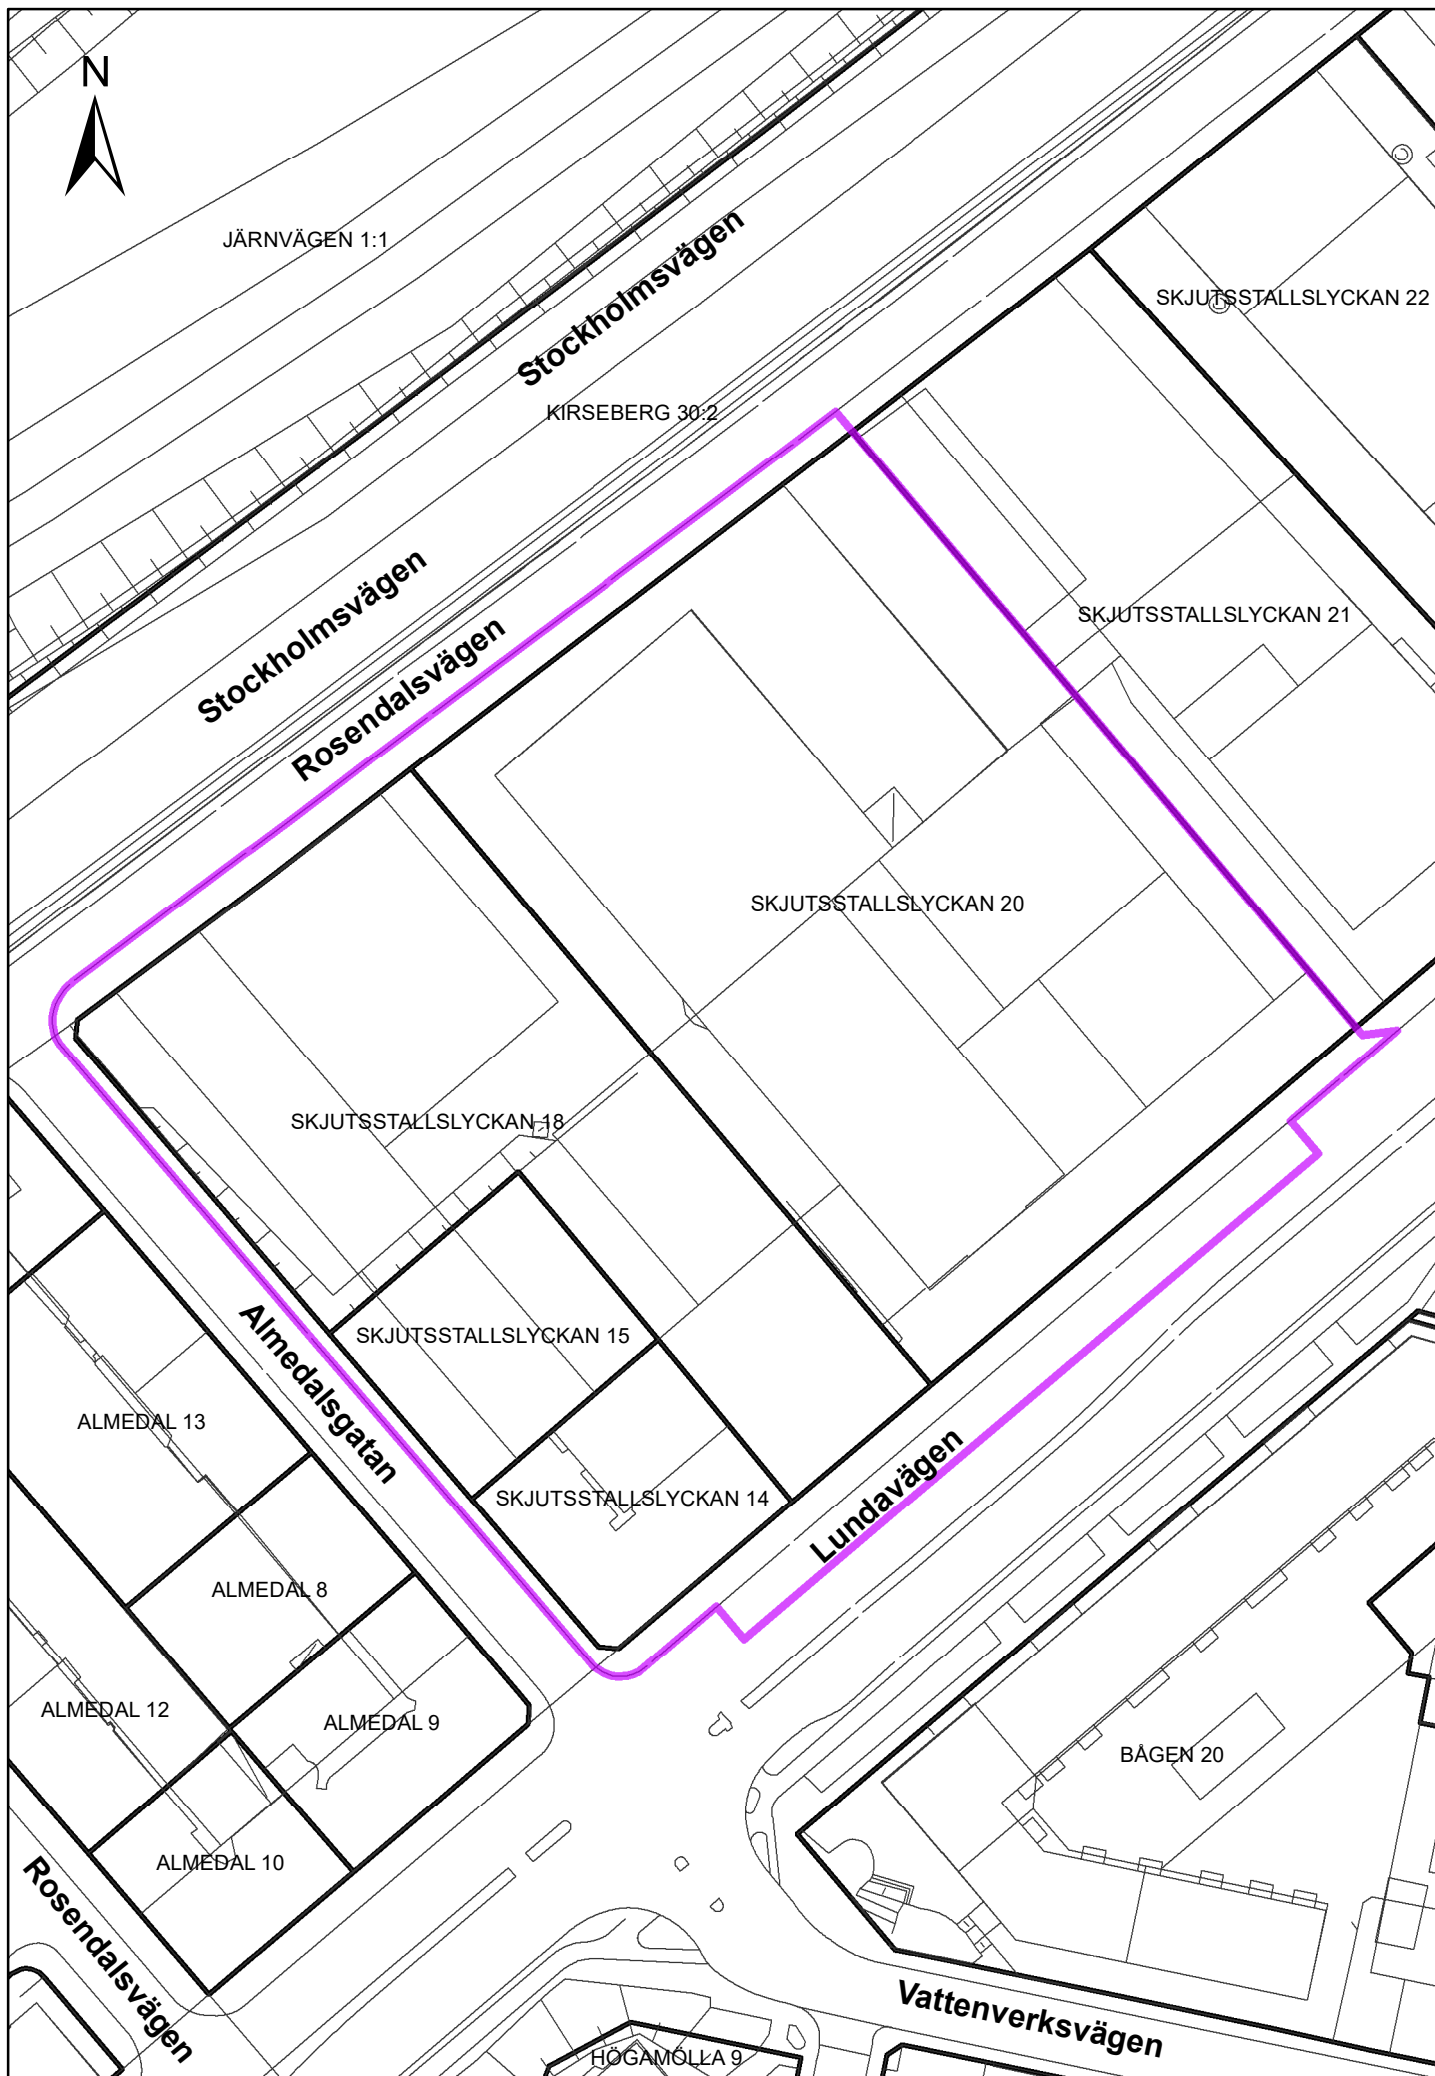 N
JÄRNVÄGEN 1:1
Stockholmsvägen
SKJUTSSTALLSLYCKAN 22
KIRSEBERG 30:2
Stockholmsvägen
Rosendalsvägen
SKJUTSSTALLSLYCKAN 21
SKJUTSSTALLSLYCKAN 20
SKJUTSSTALLSLYCKAN 18
Almedalsgatan
SKJUTSSTALLSLYCKAN 15
ALMEDAL 13
SKJUTSSTALLSLYCKAN 14
Lundavägen
ALMEDAL 8
ALMEDAL 12
ALMEDAL 9
BÅGEN 20
ALMEDAL 10
Rosendalsvägen
Vattenverksvägen
HÖGAMÖLLA 9